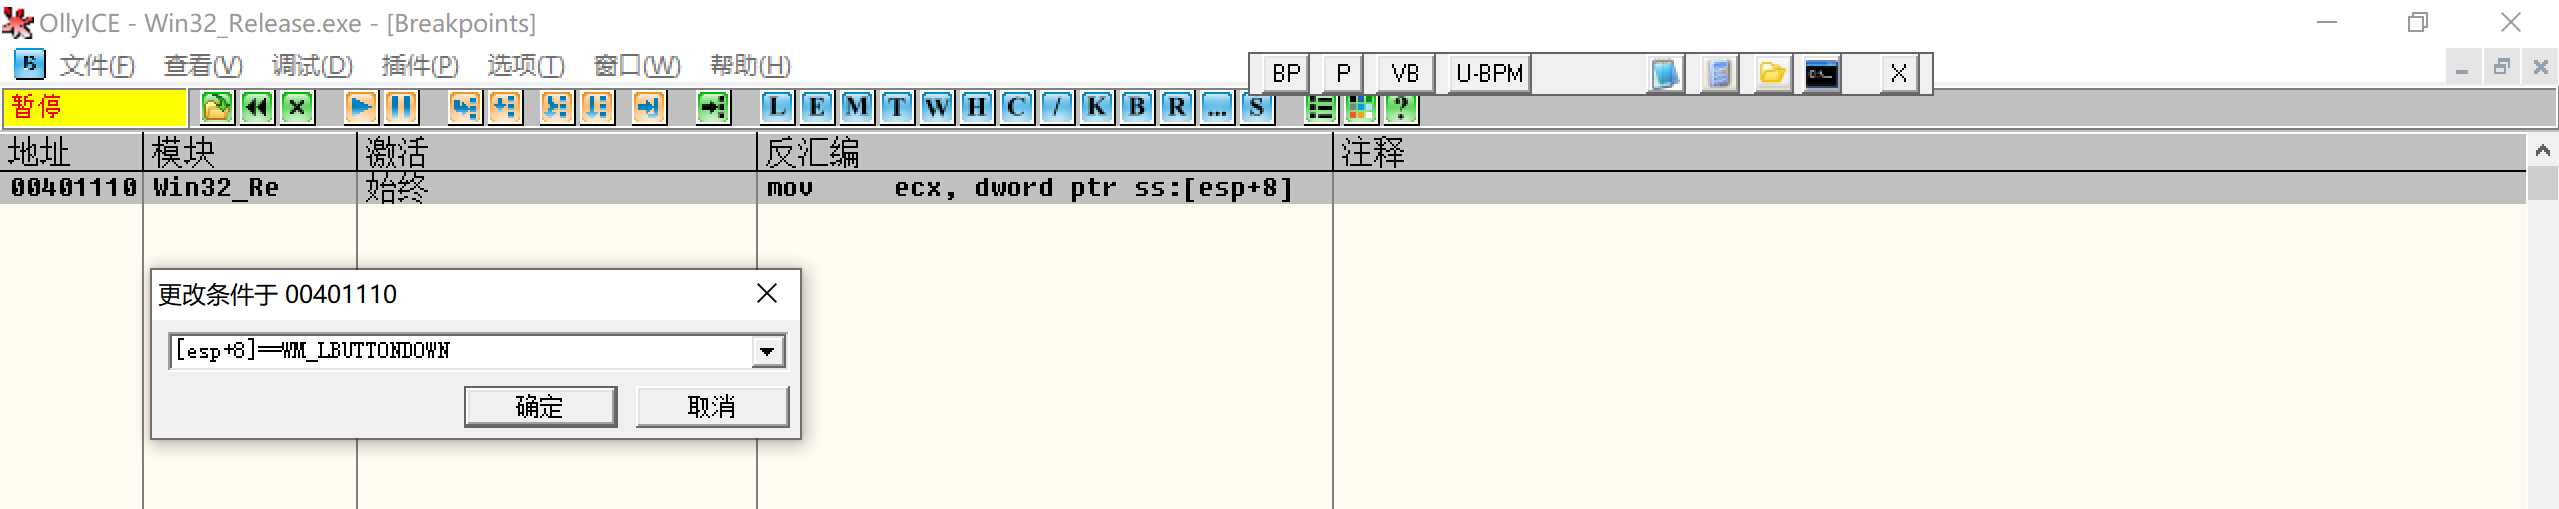 OllyICE - Win32_Release.exe - [Breakpoints]
文件(F) 查看(V) 调试(D) 插件(P) 选项(T) 窗口(W) 帮助(H)
BP P VB U-BPM X
暂停 L E M T W H C / K B R ... S ?
地址 模块 激活 反汇编 注释
00401110 Win32_Re 始终 mov ecx, dword ptr ss:[esp+8]
更改条件于 00401110
[esp+8]==WM_LBUTTONDOWN
确定 取消